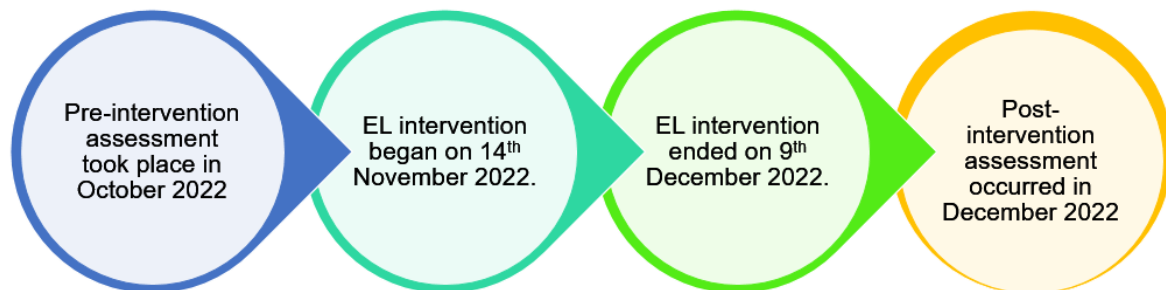 Pre-intervention
assessment
took place in
October 2022
EL intervention
began on 14th
November 2022.
EL intervention
ended on 9th
December 2022.
Post-
intervention
assessment
occurred in
December 2022